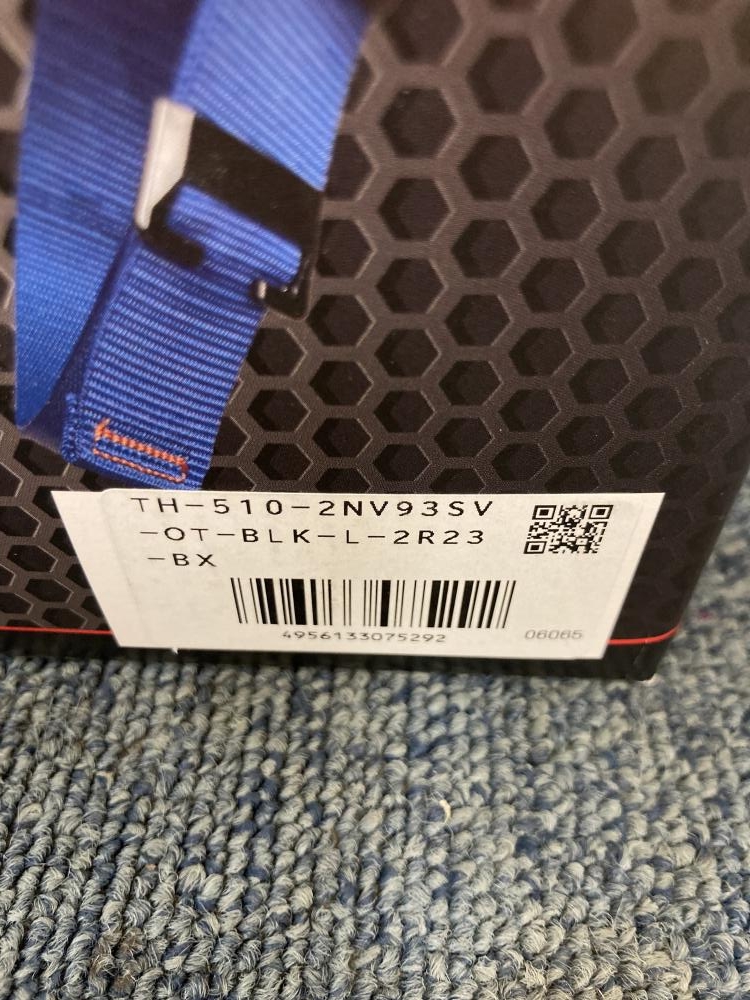 TH-510-2NV93SV
-OT-BLK-L-2R23
-BX
4956133075292
06065